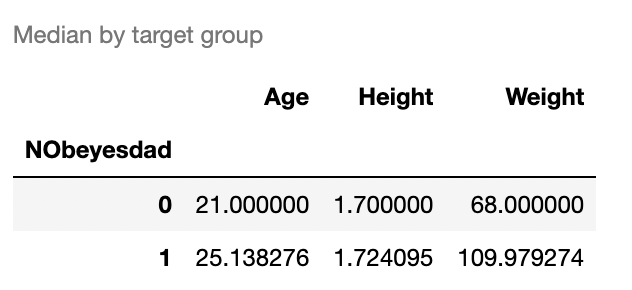 Median by target group
Age Height Weight
NObeyesdad
0 21.000000 1.700000 68.000000
1 25.138276 1.724095 109.979274